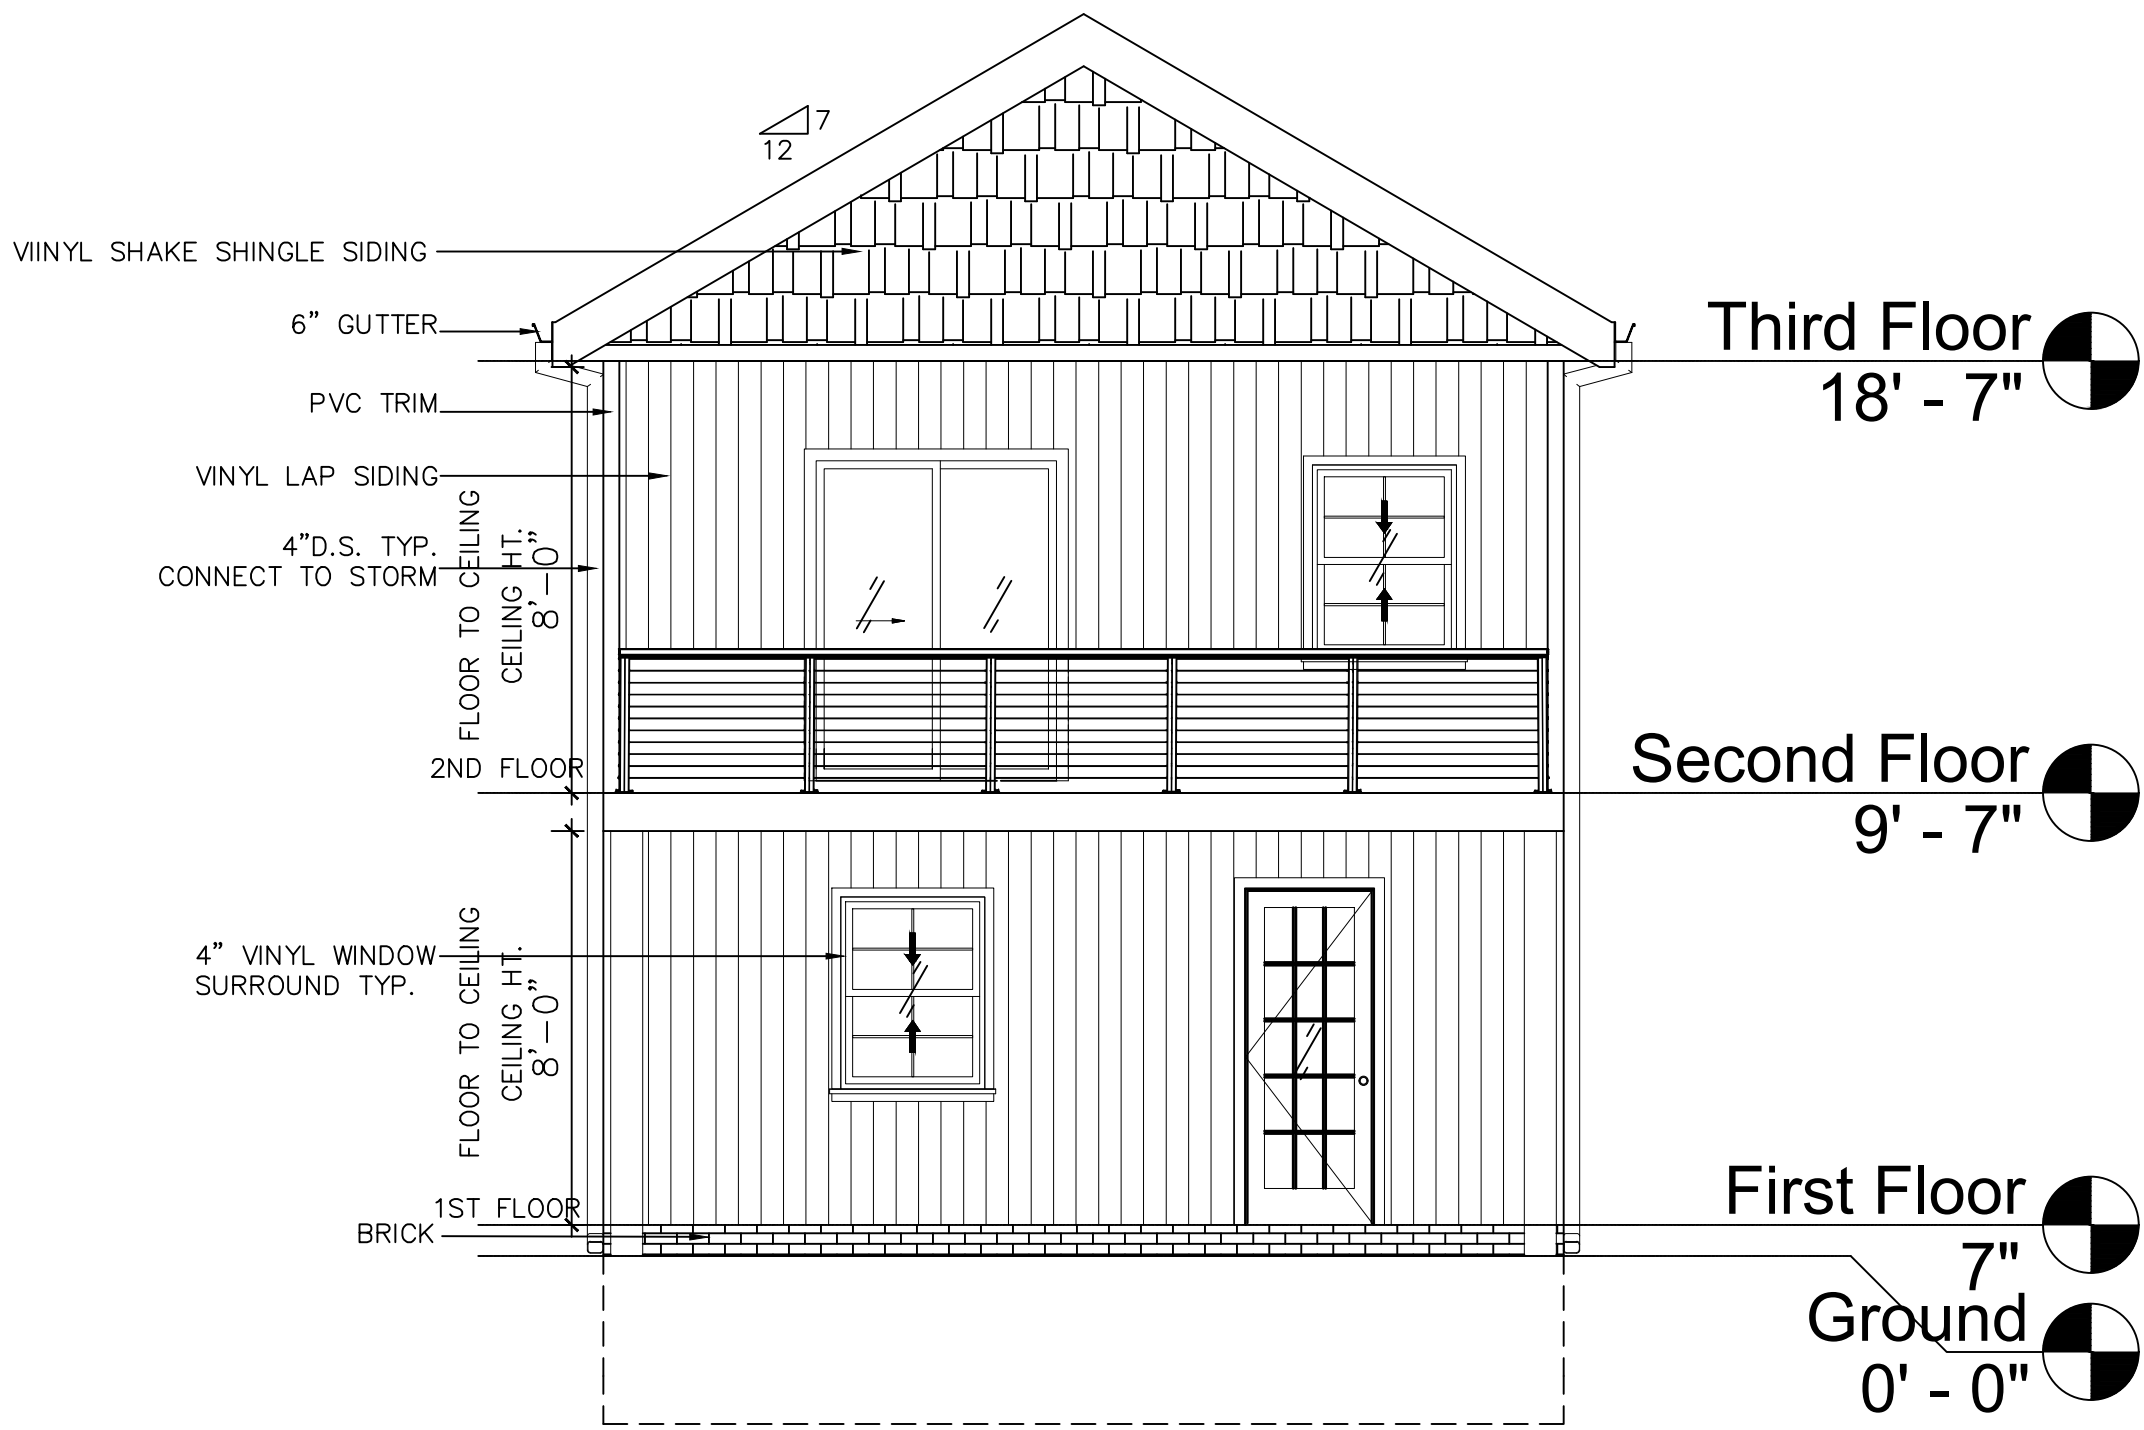 7
12
VIINYL SHAKE SHINGLE SIDING
6" GUTTER
Third Floor
18' - 7"
PVC TRIM
VINYL LAP SIDING
4"D.S. TYP.
CONNECT TO STORM
FLOOR TO CEILING
CEILING HT.
8'-0"
2ND FLOOR
Second Floor
9' - 7"
4" VINYL WINDOW
SURROUND TYP.
FLOOR TO CEILING
CEILING HT.
8'-0"
1ST FLOOR
BRICK
First Floor
7"
Ground
0' - 0"